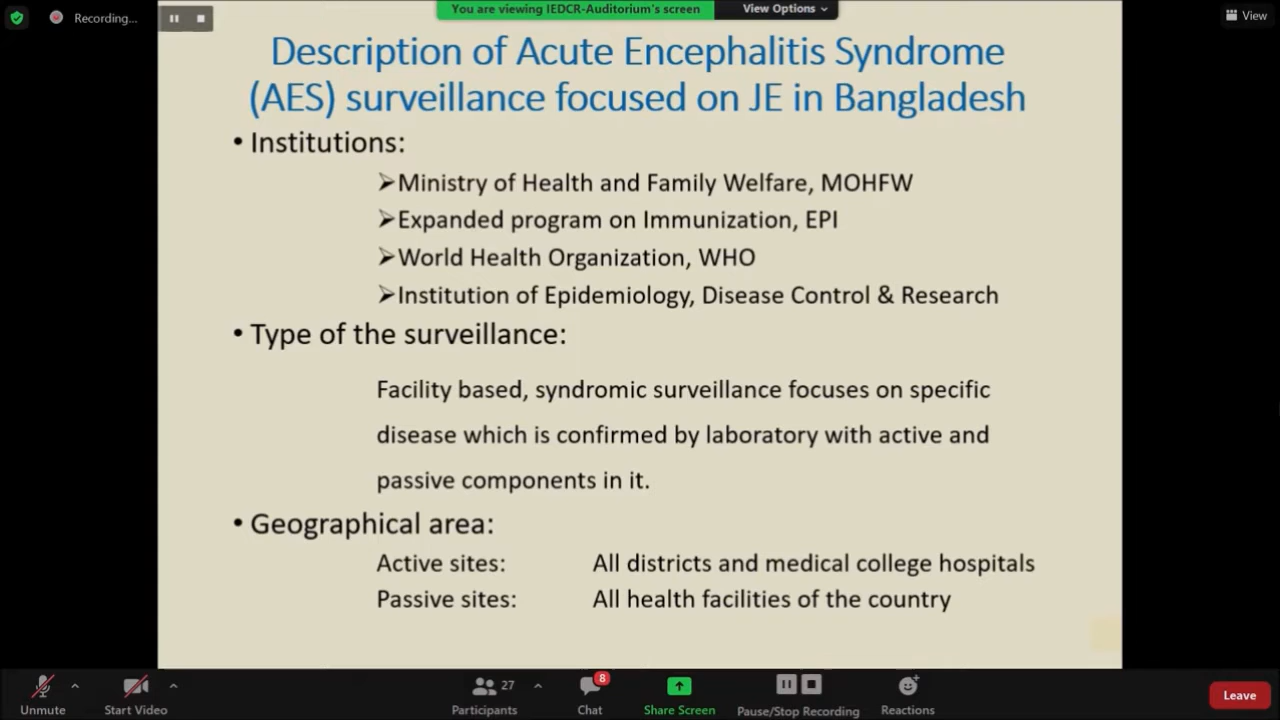 Recording...
You are viewing IEDCR-Auditorium's screen
View Options
View
Description of Acute Encephalitis Syndrome
(AES) surveillance focused on JE in Bangladesh
• Institutions:
➢Ministry of Health and Family Welfare, MOHFW
➢Expanded program on Immunization, EPI
➢World Health Organization, WHO
➢Institution of Epidemiology, Disease Control & Research
• Type of the surveillance:
Facility based, syndromic surveillance focuses on specific
disease which is confirmed by laboratory with active and
passive components in it.
• Geographical area:
Active sites: All districts and medical college hospitals
Passive sites: All health facilities of the country
27
8
Unmute
Start Video
Participants
Chat
Share Screen
Pause/Stop Recording
Reactions
Leave